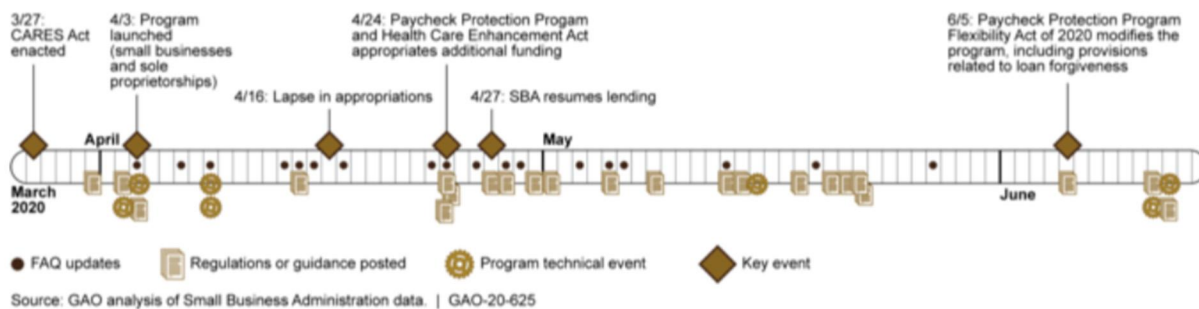 3/27:
CARES Act
enacted
4/3: Program
launched
(small businesses
and sole
proprietorships)
4/16: Lapse in appropriations
4/24: Paycheck Protection Progam
and Health Care Enhancement Act
appropriates additional funding
4/27: SBA resumes lending
6/5: Paycheck Protection Program
Flexibility Act of 2020 modifies the
program, including provisions
related to loan forgiveness
April
May
March
2020
June
FAQ updates
Regulations or guidance posted
Program technical event
Key event
Source: GAO analysis of Small Business Administration data. | GAO-20-625